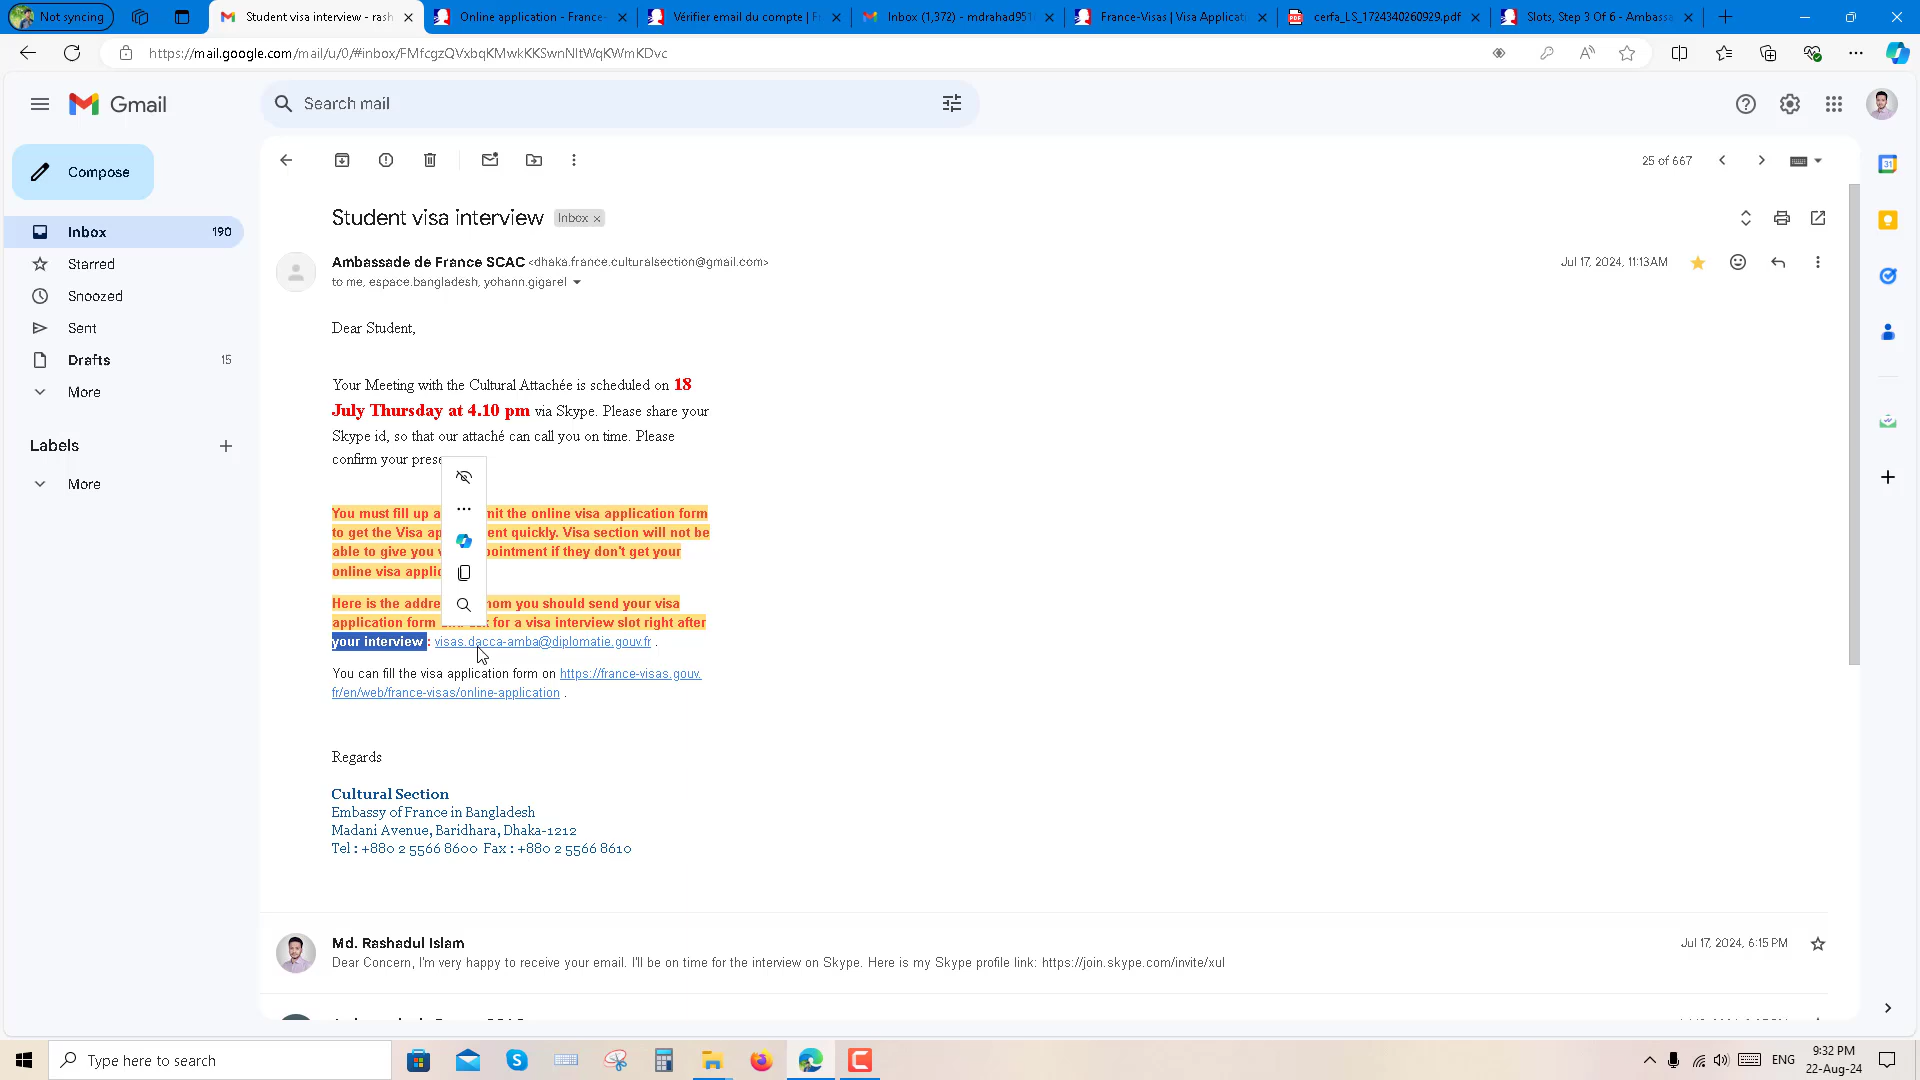 Not syncing
Student visa interview - rash
Online application - France-
Vérifier email du compte | F
Inbox (1,372) - mdrahad951
France-Visas | Visa Applicati
cerfa_LS_1724340260929.pdf
Slots, Step 3 Of 6 - Ambassa
https://mail.google.com/mail/u/0/#inbox/FMfcgzQVxbqKMwkKKSwnNltWqKWmKDvc
Gmail
Search mail
Compose
25 of 667
Student visa interview
Inbox ×
Inbox 190
Starred
Snoozed
Sent
Drafts 15
More
Labels
More
Ambassade de France SCAC <dhaka.france.culturalsection@gmail.com>
Jul 17, 2024, 11:13 AM
to me, espace.bangladesh, yohann.gigarel
Dear Student,
Your Meeting with the Cultural Attachée is scheduled on 18
July Thursday at 4.10 pm via Skype. Please share your
Skype id, so that our attaché can call you on time. Please
confirm your prese
You must fill up a mit the online visa application form
to get the Visa ap ent quickly. Visa section will not be
able to give you v pointment if they don't get your
online visa applic
Here is the addre hom you should send your visa
application form for a visa interview slot right after
your interview : visas.dacca-amba@diplomatie.gouv.fr .
You can fill the visa application form on https://france-visas.gouv.
fr/en/web/france-visas/online-application .
Regards
Cultural Section
Embassy of France in Bangladesh
Madani Avenue, Baridhara, Dhaka-1212
Tel : +880 2 5566 8600 Fax : +880 2 5566 8610
Md. Rashadul Islam
Jul 17, 2024, 6:15 PM
Dear Concern, I'm very happy to receive your email. I'll be on time for the interview on Skype. Here is my Skype profile link: https://join.skype.com/invite/xul
Type here to search
ENG
9:32 PM
22-Aug-24